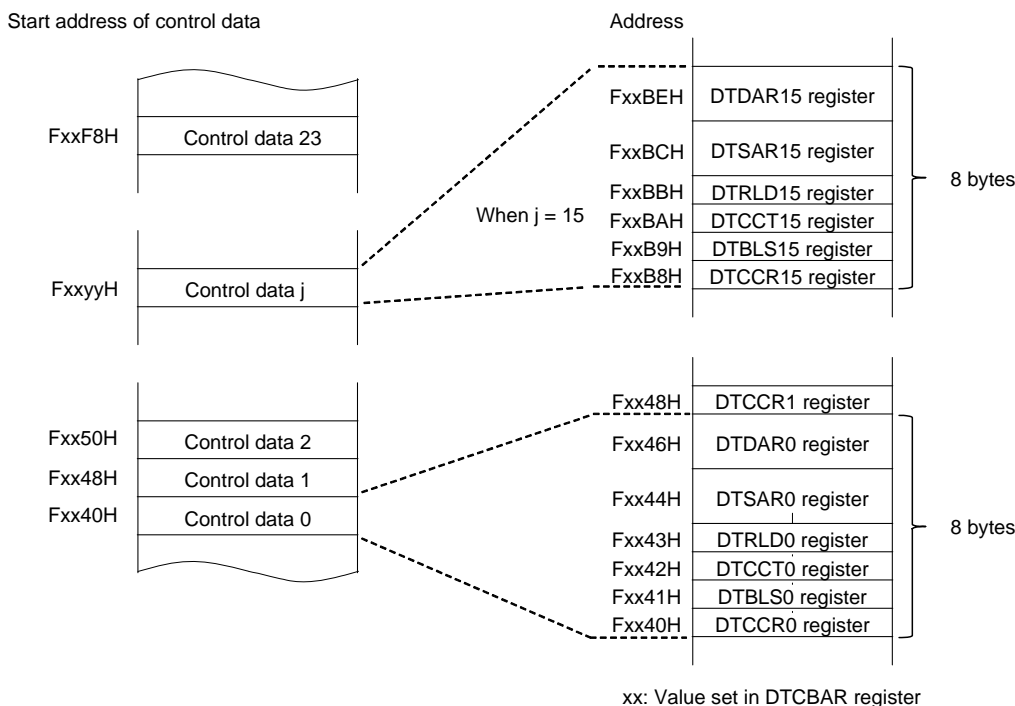 Start address of control data
Address
FxxF8H Control data 23
FxxyyH Control data j
Fxx50H Control data 2
Fxx48H Control data 1
Fxx40H Control data 0
When j = 15
FxxBEH DTDAR15 register
FxxBCH DTSAR15 register
FxxBBH DTRLD15 register
FxxBAH DTCCT15 register
FxxB9H DTBLS15 register
FxxB8H DTCCR15 register
8 bytes
Fxx48H DTCCR1 register
Fxx46H DTDAR0 register
Fxx44H DTSAR0 register
Fxx43H DTRLD0 register
Fxx42H DTCCT0 register
Fxx41H DTBLS0 register
Fxx40H DTCCR0 register
8 bytes
xx: Value set in DTCBAR register